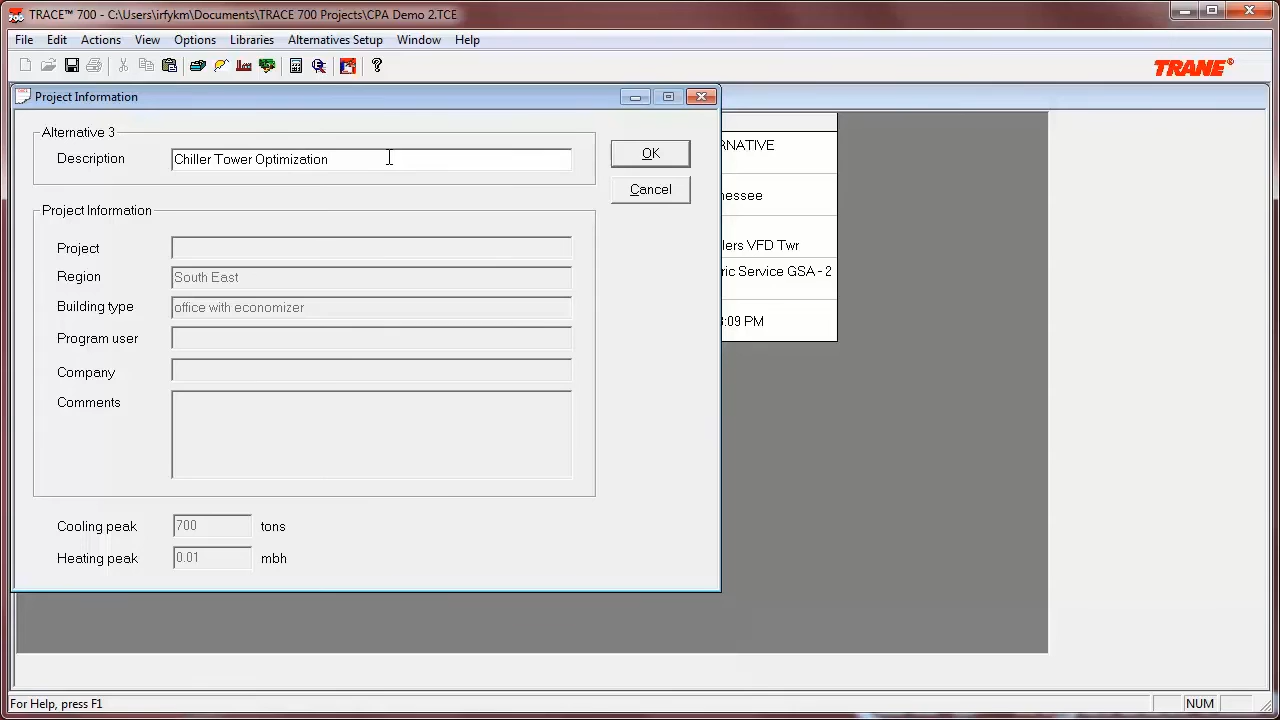 TRACE™ 700 - C:\Users\irfykm\Documents\TRACE 700 Projects\CPA Demo 2.TCE
File Edit Actions View Options Libraries Alternatives Setup Window Help
TRANE®
Project Information
Alternative 3
Description Chiller Tower Optimization
OK
Cancel
Project Information
Project
Region South East
Building type office with economizer
Program user
Company
Comments
Cooling peak 700 tons
Heating peak 0.01 mbh
RNATIVE
nessee
lers VFD Twr
ric Service GSA - 2
:09 PM
For Help, press F1
NUM